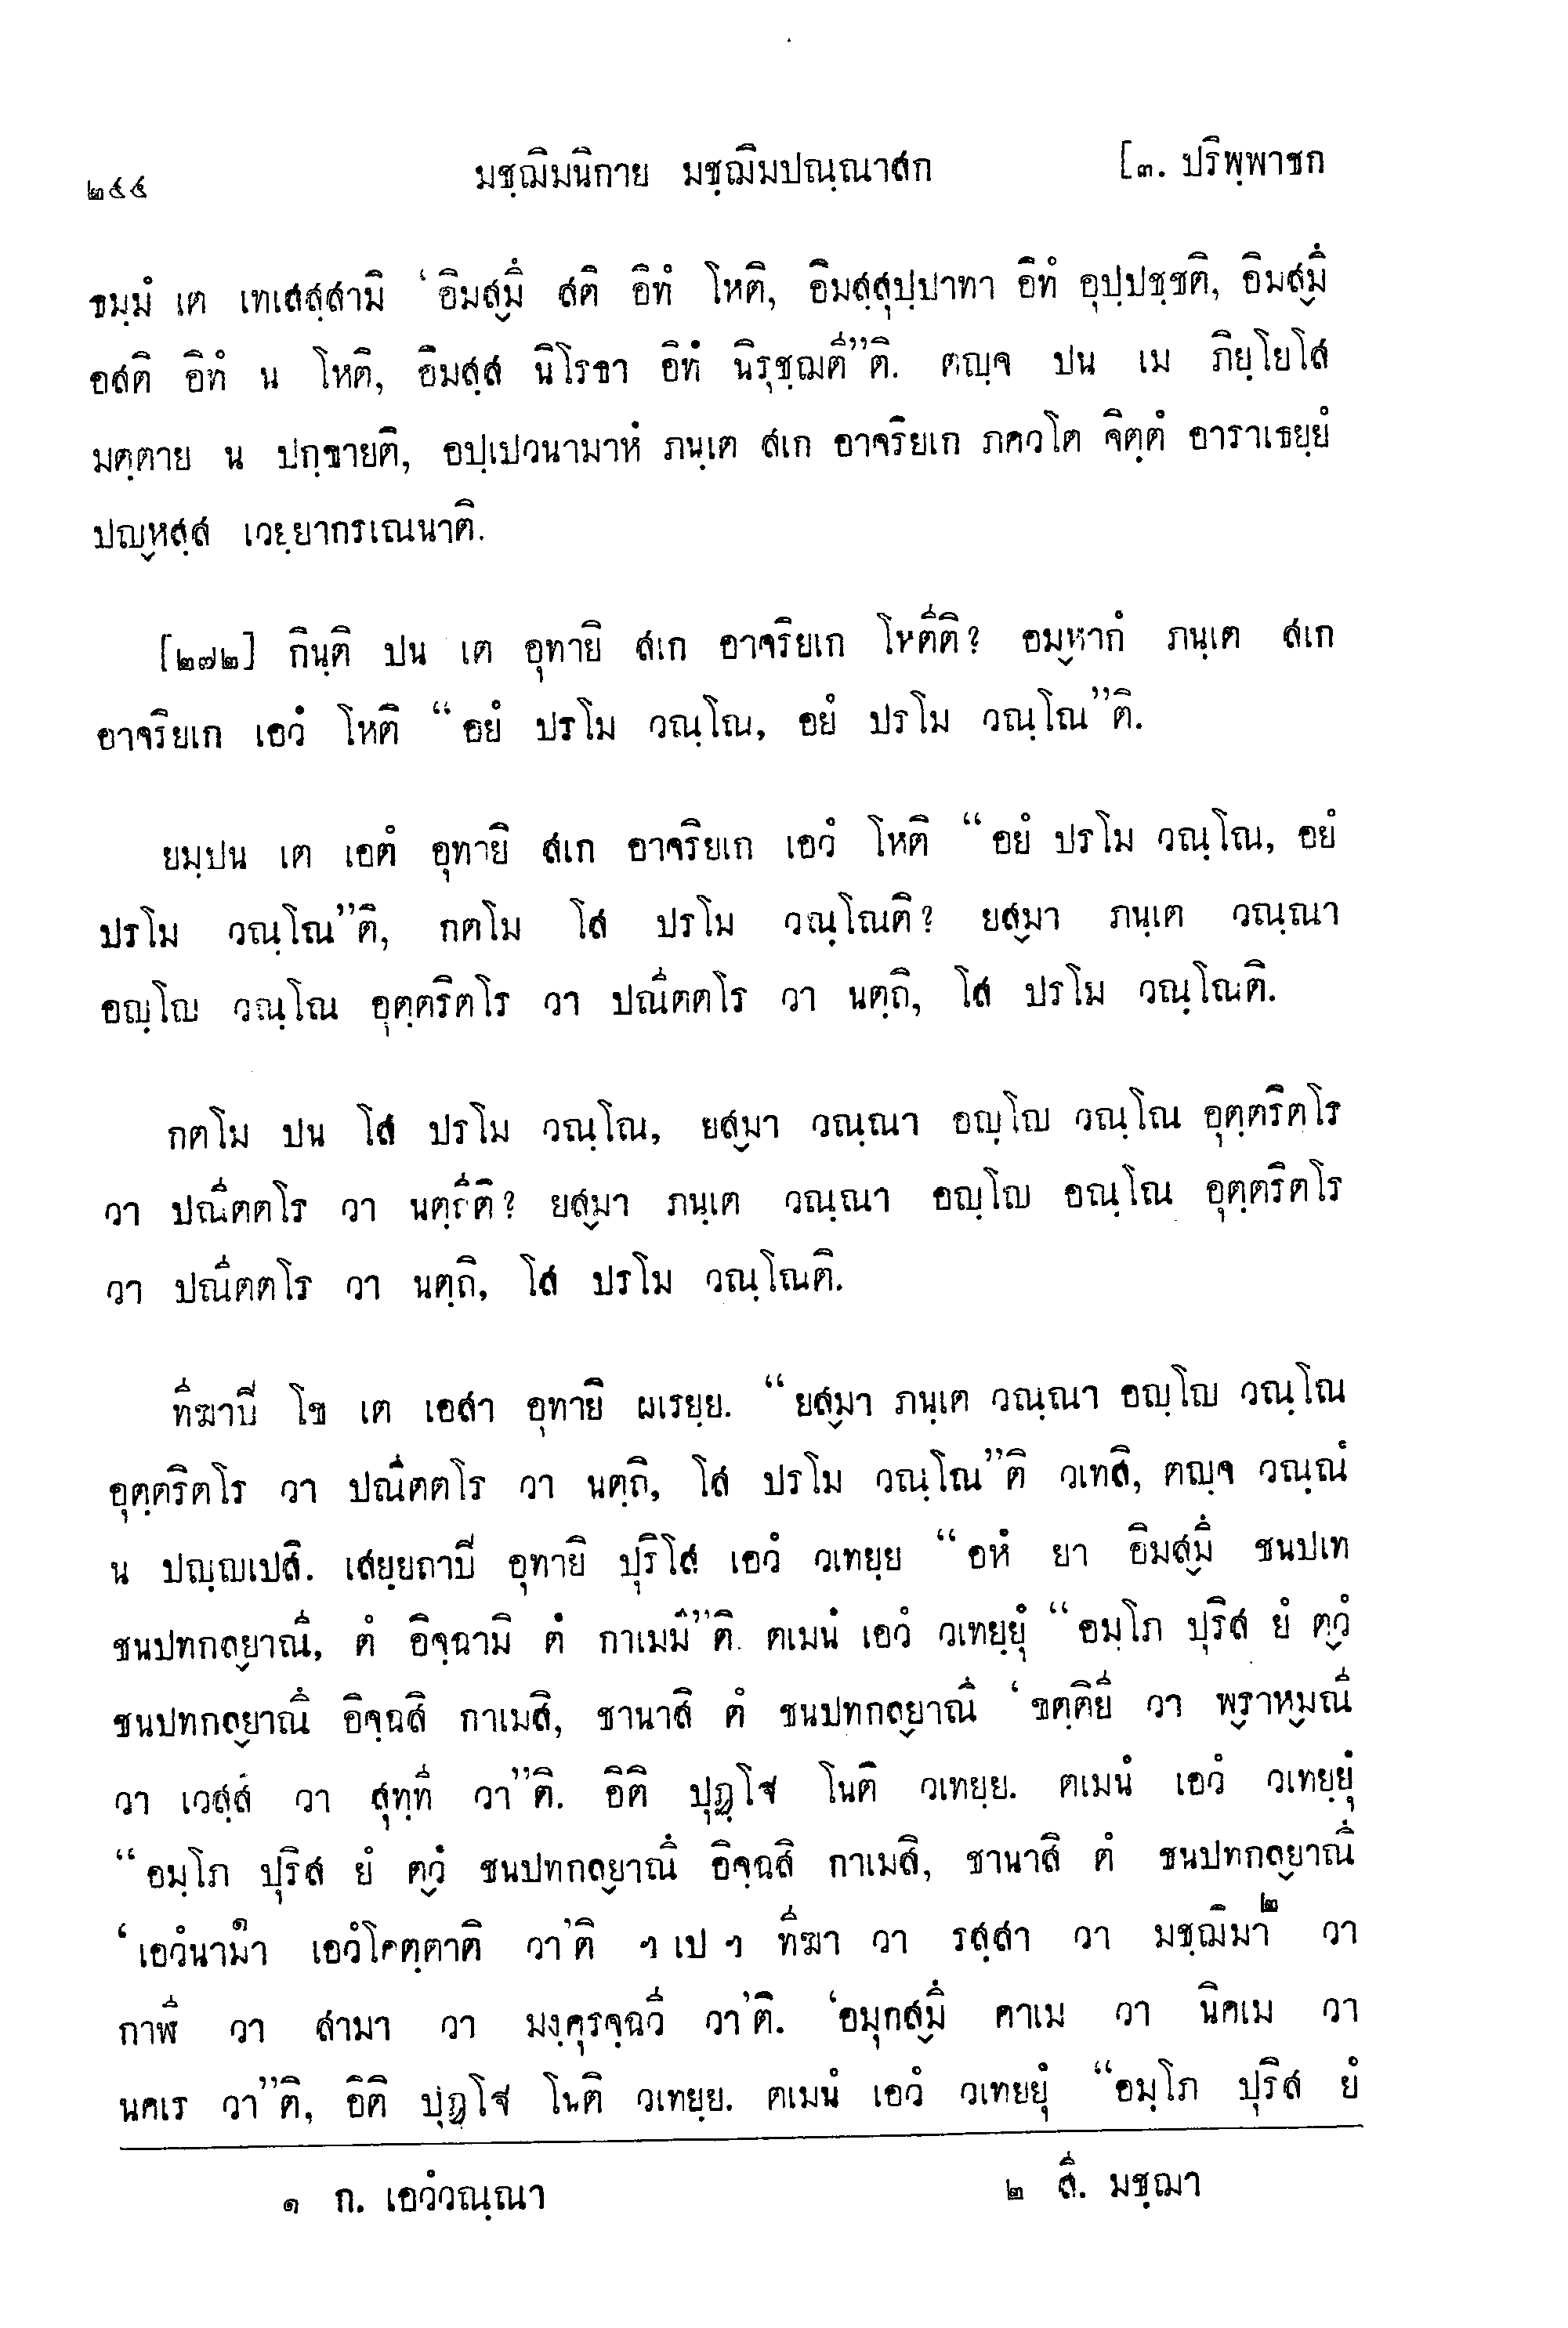 ๒๕๕ มชฺฌิมนิกาย มชฺฌิมปณฺณาสก [๓. ปริพฺพาชก
ธมฺมํ เต เทเสสฺสามิ ‘อิมสฺมึ สติ อิทํ โหติ, อิมสฺสุปฺปาทา อิทํ อุปฺปชฺชติ, อิมสฺมึ
อสติ อิทํ น โหติ, อิมสฺส นิโรธา อิทํ นิรุชฺฌตี”ติ. ตญฺจ ปน เม ภิยฺโยโส
มตฺตาย น ปกฺขายติ, อปฺเปวนามาหํ ภนฺเต สเก อาจริยเก ภควโต จิตฺตํ อาราเธยฺยํ
ปญฺหสฺส เวยฺยากรเณนาติ.
[๒๗๒] กินฺติ ปน เต อุทายิ สเก อาจริยเก โหตีติ? อมฺหากํ ภนฺเต สเก
อาจริยเก เอวํ โหติ “อยํ ปรโม วณฺโณ, อยํ ปรโม วณฺโณ”ติ.
ยมฺปน เต เอตํ อุทายิ สเก อาจริยเก เอวํ โหติ “อยํ ปรโม วณฺโณ, อยํ
ปรโม วณฺโณ”ติ, กตโม โส ปรโม วณฺโณติ? ยสฺมา ภนฺเต วณฺณา
อญฺโญ วณฺโณ อุตฺตริตโร วา ปณีตตโร วา นตฺถิ, โส ปรโม วณฺโณติ.
กตโม ปน โส ปรโม วณฺโณ, ยสฺมา วณฺณา อญฺโญ วณฺโณ อุตฺตริตโร
วา ปณีตตโร วา นตฺถีติ? ยสฺมา ภนฺเต วณฺณา อญฺโญ อณฺโณ อุตฺตริตโร
วา ปณีตตโร วา นตฺถิ, โส ปรโม วณฺโณติ.
ทีฆาปิ โข เต เอสา อุทายิ ผเรยฺย. “ยสฺมา ภนฺเต วณฺณา อญฺโญ วณฺโณ
อุตฺตริตโร วา ปณีตตโร วา นตฺถิ, โส ปรโม วณฺโณ”ติ วเทสิ, ตญฺจ วณฺณํ
น ปญฺญเปสิ. เสยฺยถาปิ อุทายิ ปุริโส เอวํ วเทยฺย “อหํ ยา อิมสฺมึ ชนปเท
ชนปทกลฺยาณี, ตํ อิจฺฉามิ ตํ กาเมมี”ติ. ตเมนํ เอวํ วเทยฺยุํ “อมฺโภ ปุริส ยํ ตฺวํ
ชนปทกลฺยาณึ อิจฺฉสิ กาเมสิ, ชานาสิ ตํ ชนปทกลฺยาณึ ‘ขตฺติยี วา พฺราหฺมณี
วา เวสฺสี วา สุทฺที วา”ติ. อิติ ปุฏฺโฐ โนติ วเทยฺย. ตเมนํ เอวํ วเทยฺยุํ
“อมฺโภ ปุริส ยํ ตฺวํ ชนปทกลฺยาณึ อิจฺฉสิ กาเมสิ, ชานาสิ ตํ ชนปทกลฺยาณึ
‘เอวํนามา๑ เอวํโคตฺตาติ วา’ติ ฯ เป ฯ ทีฆา วา รสฺสา วา มชฺฌิมา๒ วา
กาฬี วา สามา วา มงฺคุรจฺฉวี วา’ติ. ‘อมุกสฺมึ คาเม วา นิคเม วา
นคเร วา”ติ, อิติ ปุฏฺโฐ โนติ วเทยฺย. ตเมนํ เอวํ วเทยยุํ “อมฺโภ ปุริส ยํ
๑ ก. เอวํวณฺณา ๒ สี. มชฺฌา